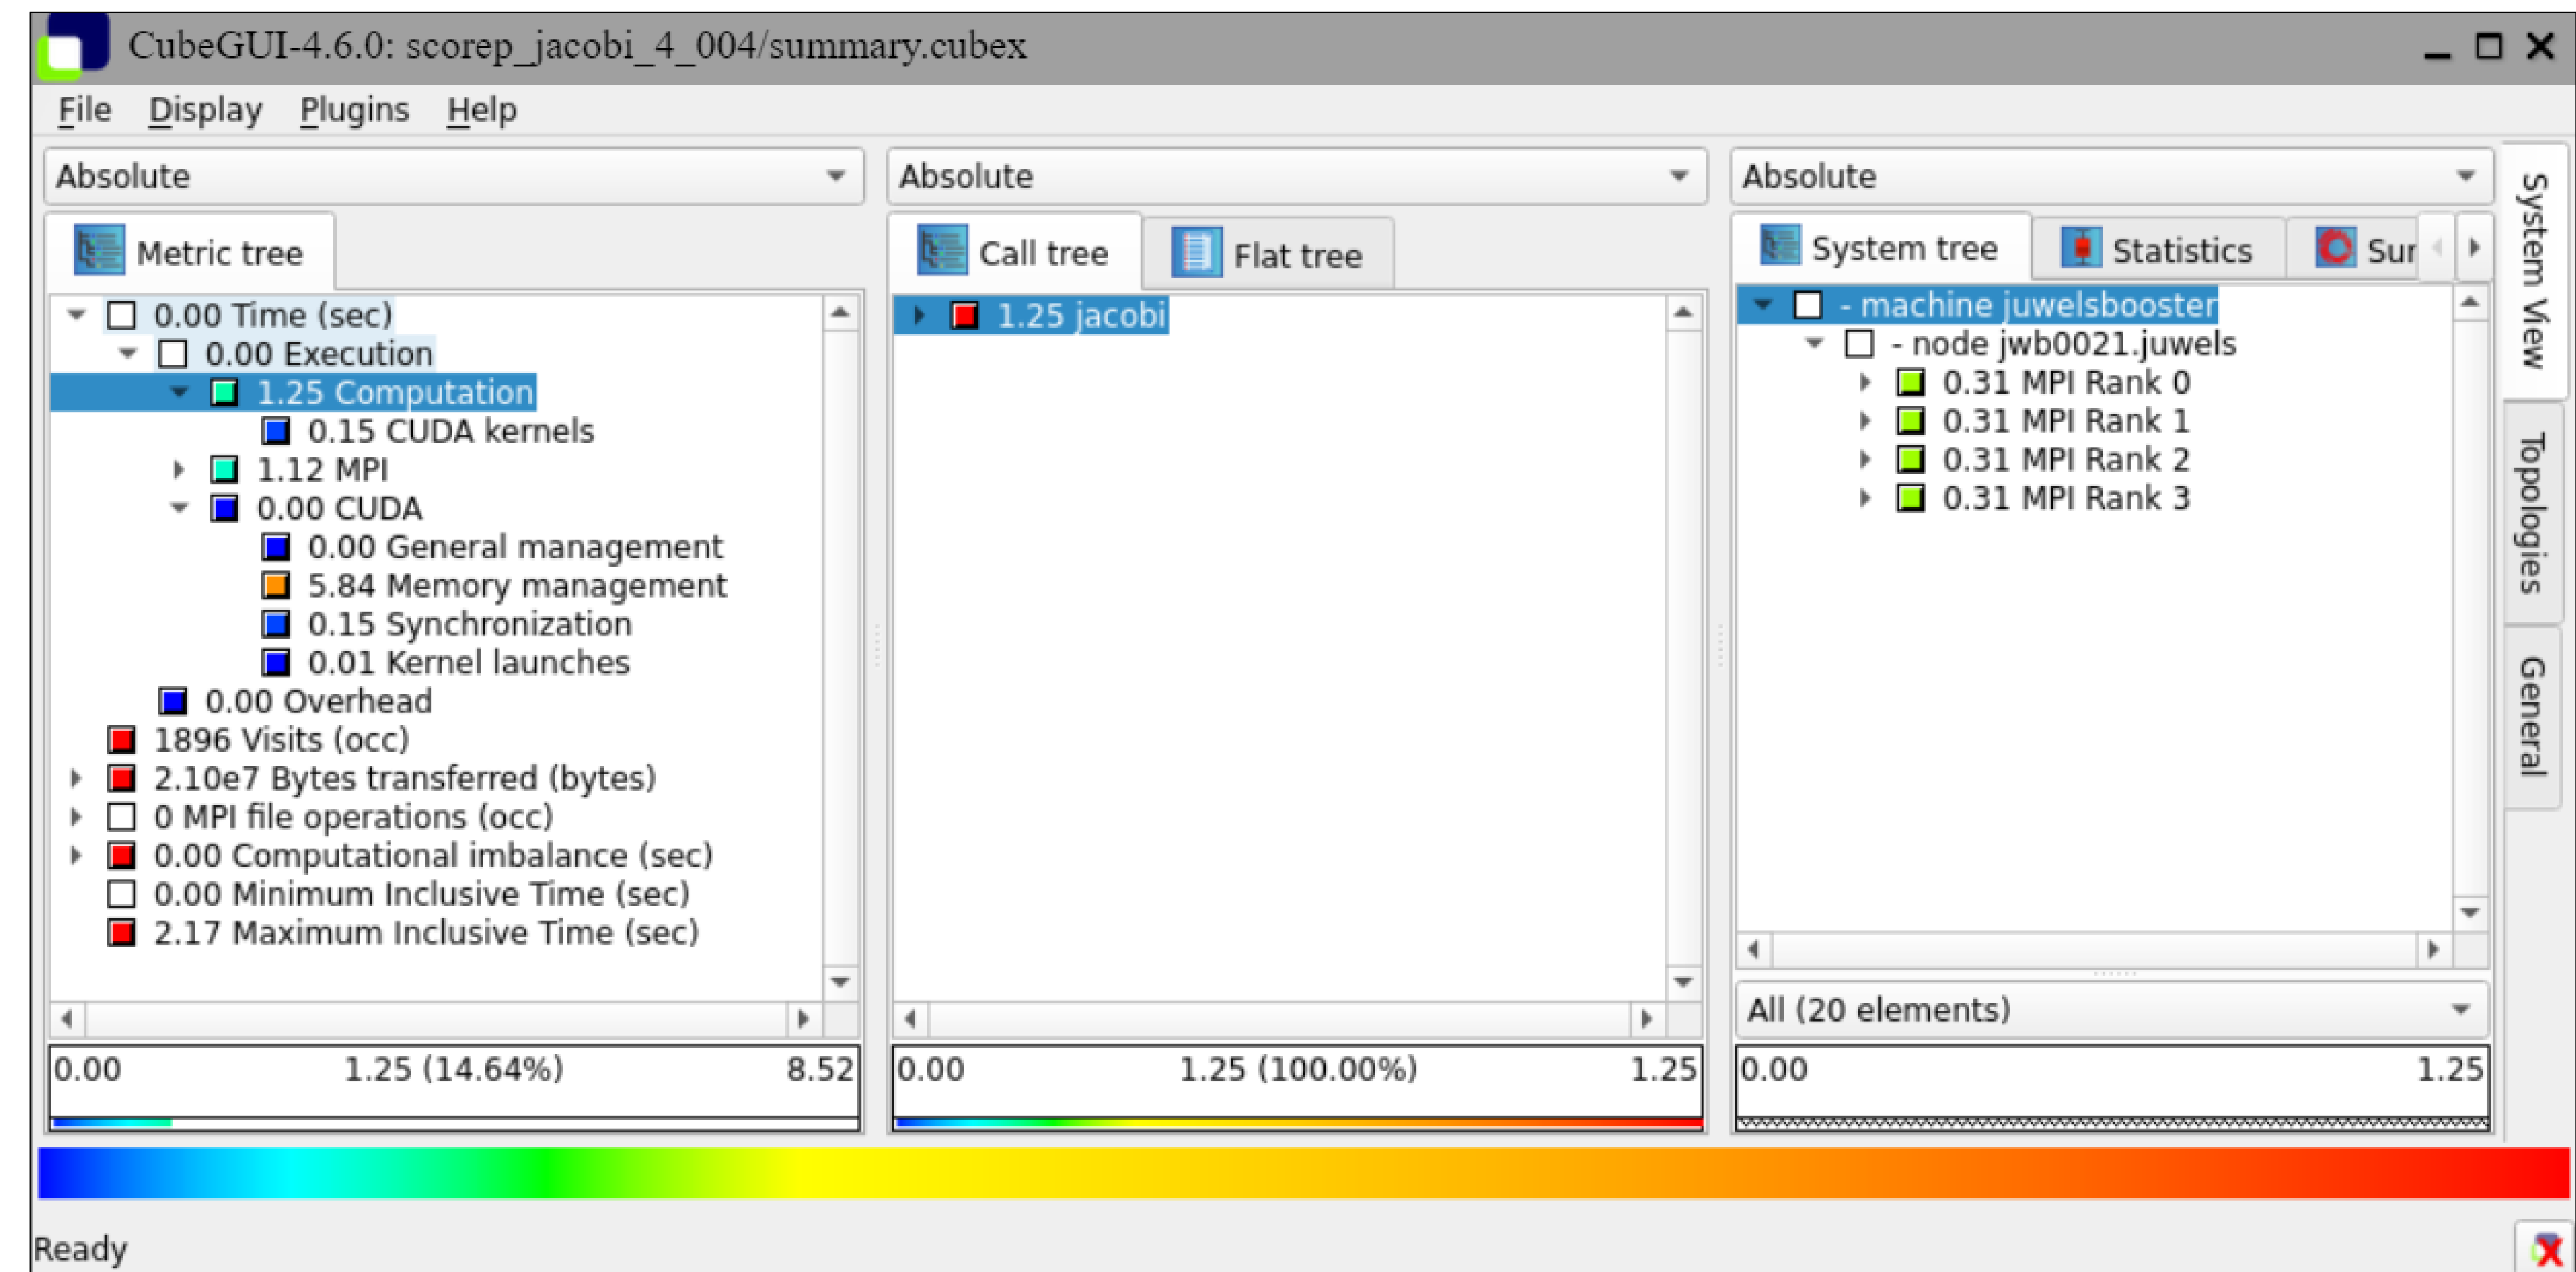 CubeGUI-4.6.0: scorep_jacobi_4_004/summary.cubex
File Display Plugins Help
Absolute
Metric tree
0.00 Time (sec)
0.00 Execution
1.25 Computation
0.15 CUDA kernels
1.12 MPI
0.00 CUDA
0.00 General management
5.84 Memory management
0.15 Synchronization
0.01 Kernel launches
0.00 Overhead
1896 Visits (occ)
2.10e7 Bytes transferred (bytes)
0 MPI file operations (occ)
0.00 Computational imbalance (sec)
0.00 Minimum Inclusive Time (sec)
2.17 Maximum Inclusive Time (sec)
0.00 1.25 (14.64%) 8.52
Absolute
Call tree Flat tree
1.25 jacobi
0.00 1.25 (100.00%) 1.25
Absolute
System tree Statistics Sur
- machine juwelsbooster
- node jwb0021.juwels
0.31 MPI Rank 0
0.31 MPI Rank 1
0.31 MPI Rank 2
0.31 MPI Rank 3
All (20 elements)
0.00 1.25
System View
Topologies
General
Ready